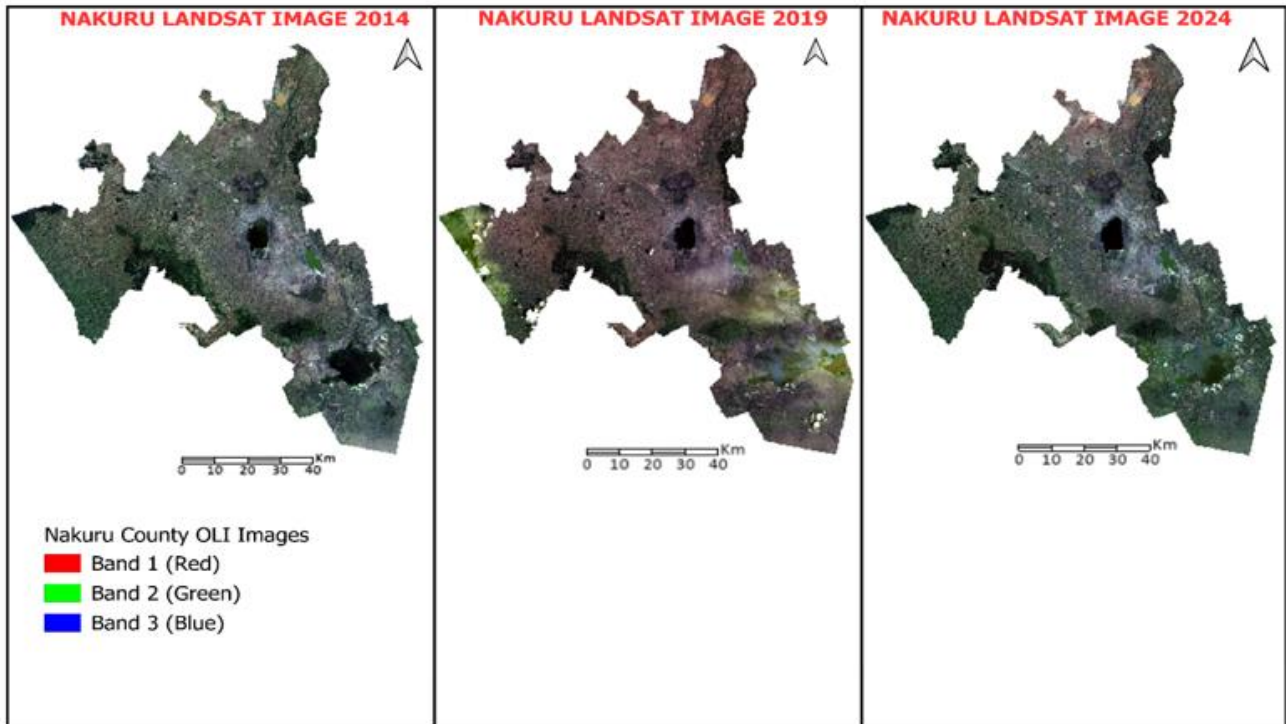 NAKURU LANDSAT IMAGE 2014
NAKURU LANDSAT IMAGE 2019
NAKURU LANDSAT IMAGE 2024
Km
0 10 20 30 40
Km
0 10 20 30 40
Km
0 10 20 30 40
Nakuru County OLI Images
Band 1 (Red)
Band 2 (Green)
Band 3 (Blue)